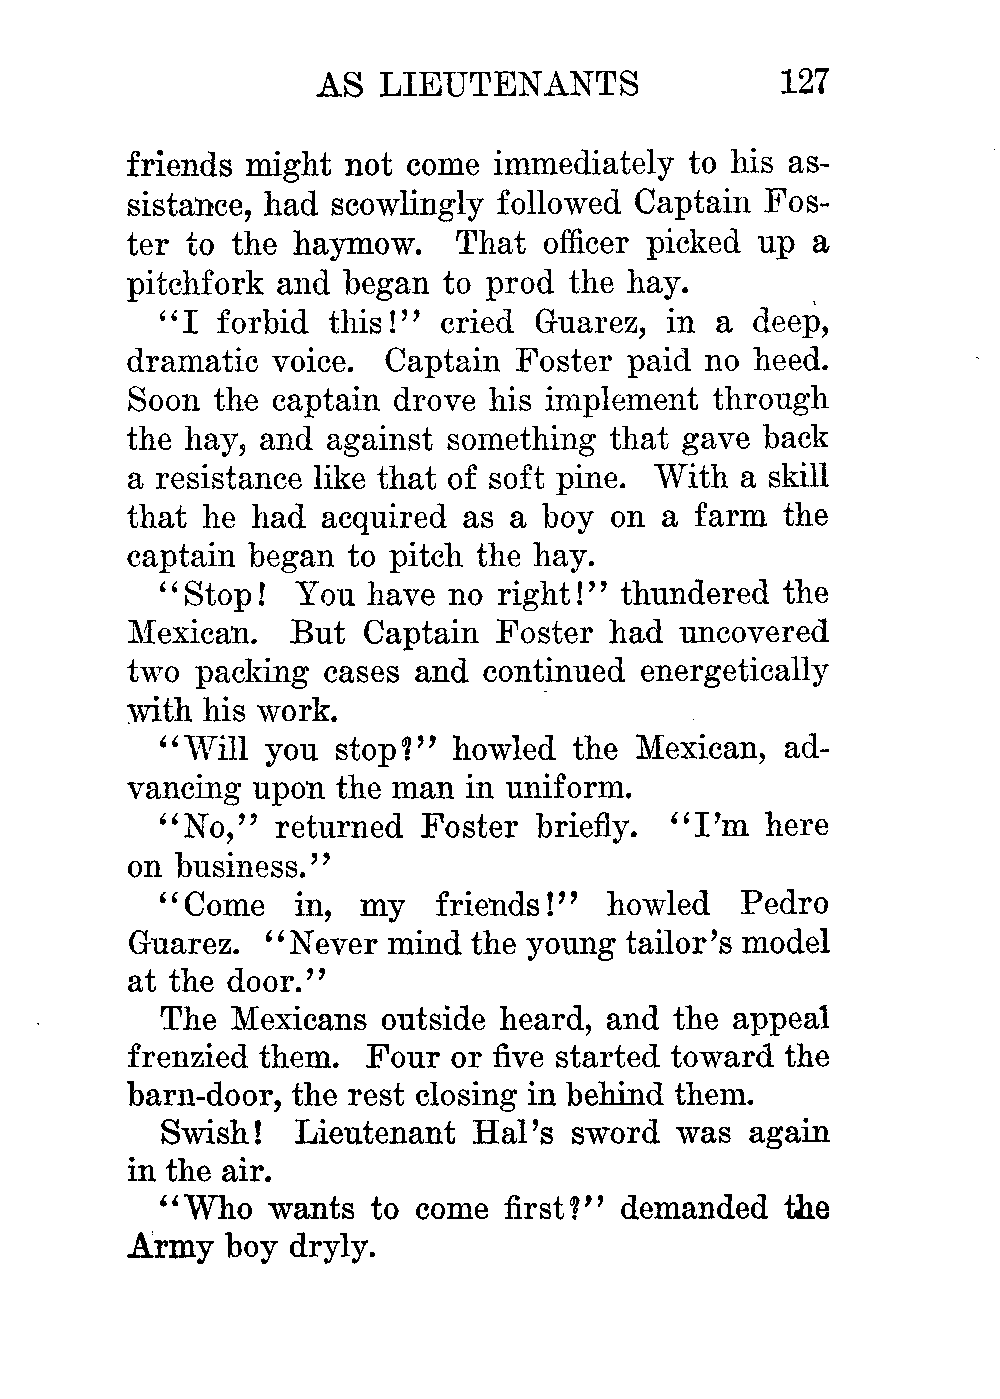 AS LIEUTENANTS 127
friends might not come immediately to his as-
sistance, had scowlingly followed Captain Fos-
ter to the haymow. That officer picked up a
pitchfork and began to prod the hay.
“I forbid this!” cried Guarez, in a deep,
dramatic voice. Captain Foster paid no heed.
Soon the captain drove his implement through
the hay, and against something that gave back
a resistance like that of soft pine. With a skill
that he had acquired as a boy on a farm the
captain began to pitch the hay.
“Stop! You have no right!” thundered the
Mexican. But Captain Foster had uncovered
two packing cases and continued energetically
with his work.
“Will you stop?” howled the Mexican, ad-
vancing upon the man in uniform.
“No,” returned Foster briefly. “I’m here
on business.”
“Come in, my friends!” howled Pedro
Guarez. “Never mind the young tailor’s model
at the door.”
The Mexicans outside heard, and the appeal
frenzied them. Four or five started toward the
barn-door, the rest closing in behind them.
Swish! Lieutenant Hal’s sword was again
in the air.
“Who wants to come first?” demanded the
Army boy dryly.